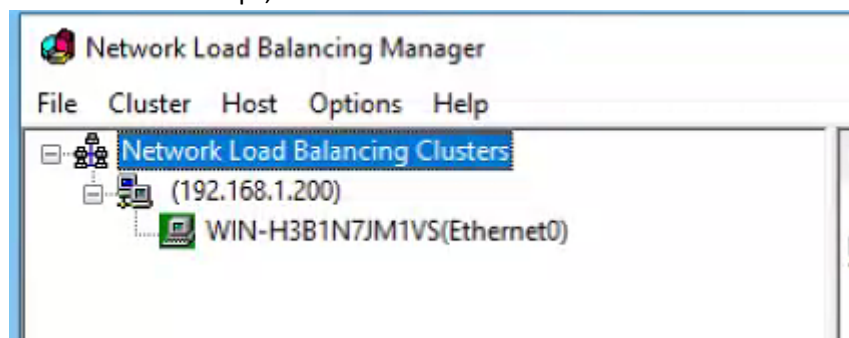 Network Load Balancing Manager
File Cluster Host Options Help
Network Load Balancing Clusters
(192.168.1.200)
WIN-H3B1N7JM1VS(Ethernet0)